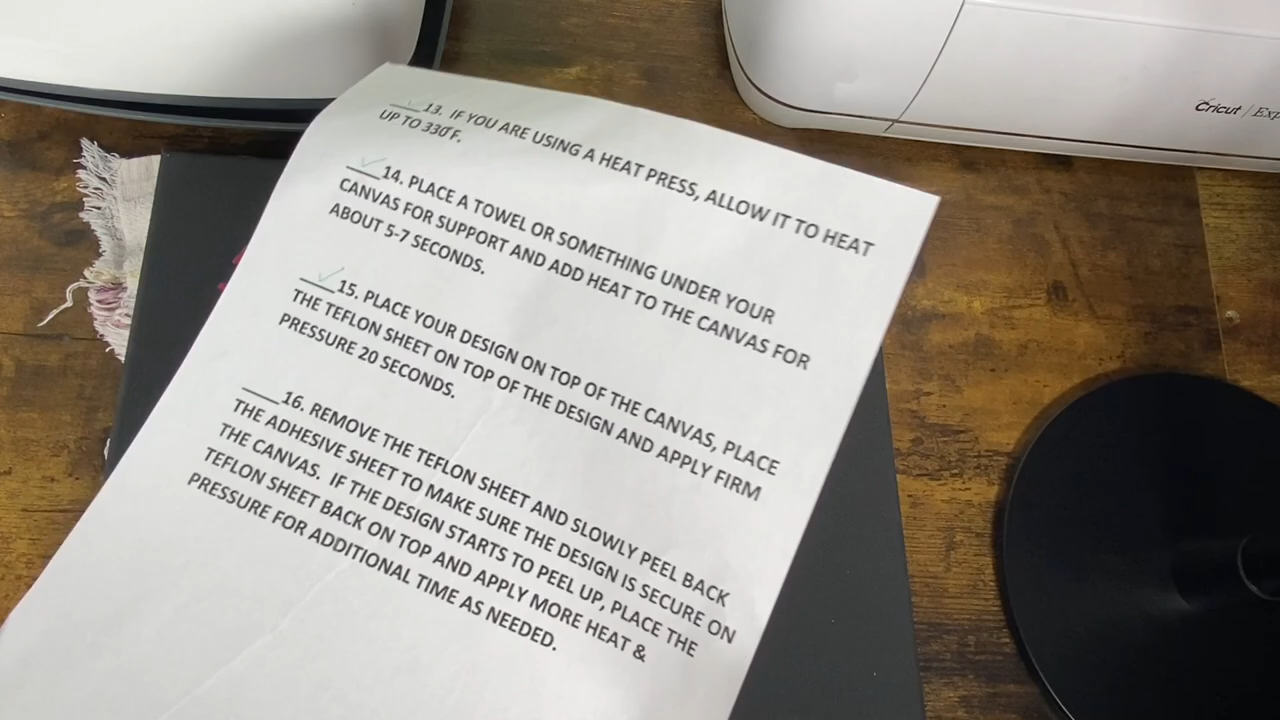 Cricut | Exp
13. IF YOU ARE USING A HEAT PRESS, ALLOW IT TO HEAT
UP TO 330°F.
14. PLACE A TOWEL OR SOMETHING UNDER YOUR
CANVAS FOR SUPPORT AND ADD HEAT TO THE CANVAS FOR
ABOUT 5-7 SECONDS.
15. PLACE YOUR DESIGN ON TOP OF THE CANVAS, PLACE
THE TEFLON SHEET ON TOP OF THE DESIGN AND APPLY FIRM
PRESSURE 20 SECONDS.
16. REMOVE THE TEFLON SHEET AND SLOWLY PEEL BACK
THE ADHESIVE SHEET TO MAKE SURE THE DESIGN IS SECURE ON
THE CANVAS. IF THE DESIGN STARTS TO PEEL UP, PLACE THE
TEFLON SHEET BACK ON TOP AND APPLY MORE HEAT &
PRESSURE FOR ADDITIONAL TIME AS NEEDED.